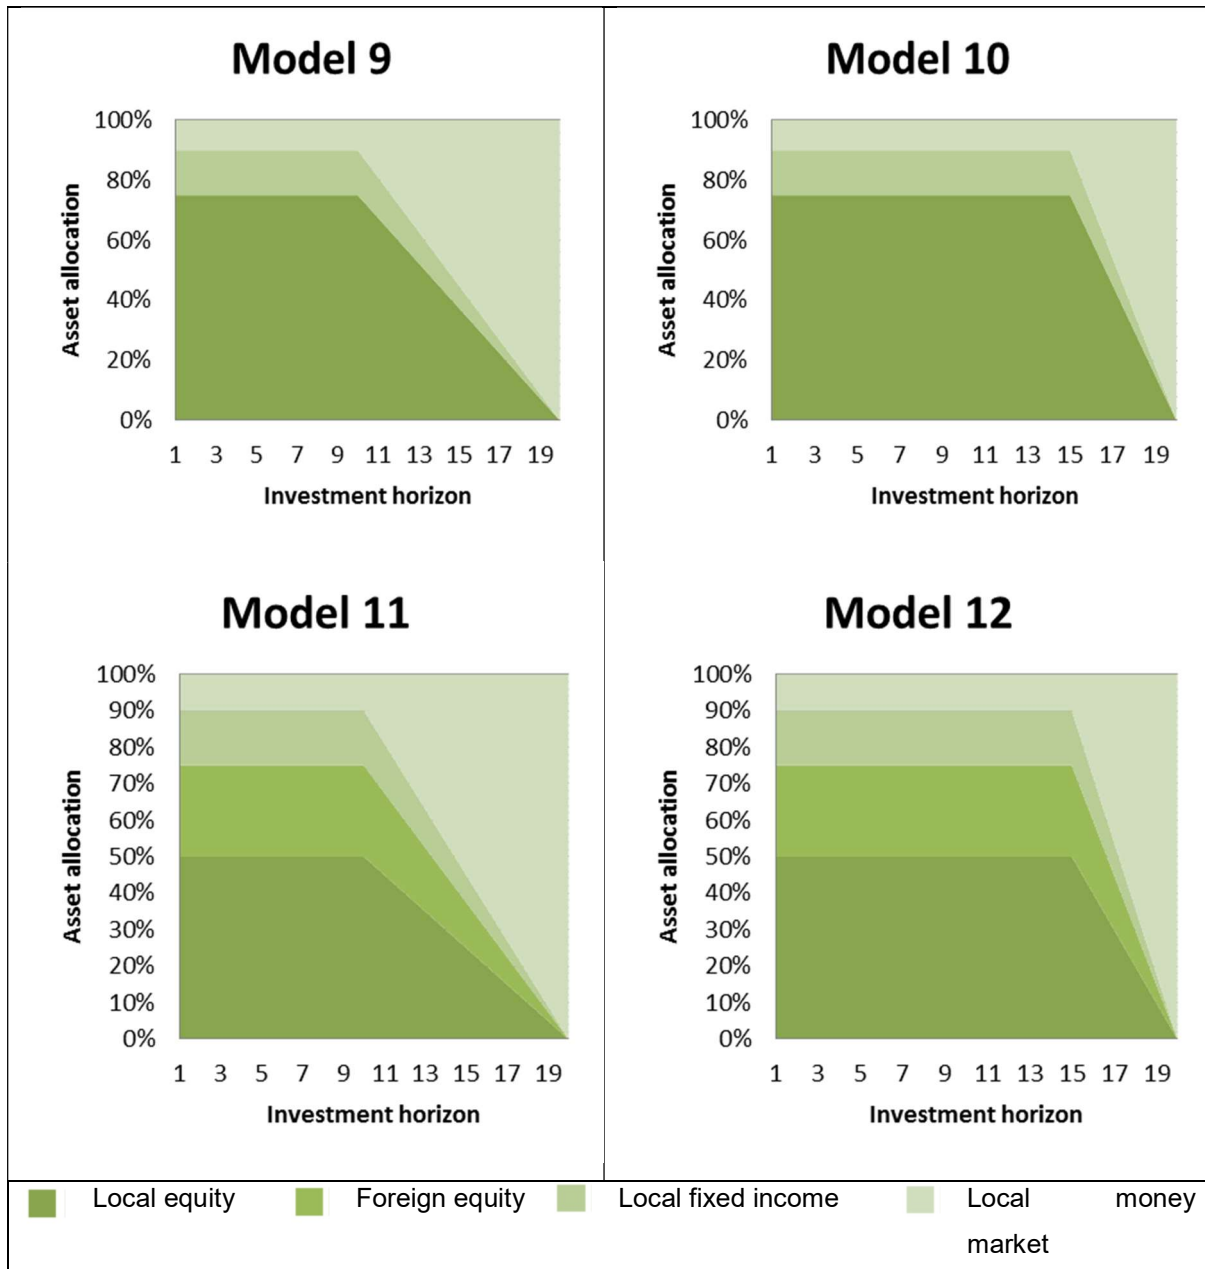 Model 9
100%
80%
60%
40%
20%
0%
Asset allocation
1 3 5 7 9 11 13 15 17 19
Investment horizon
Model 10
100%
80%
60%
40%
20%
0%
Asset allocation
1 3 5 7 9 11 13 15 17 19
Investment horizon
Model 11
100%
90%
80%
70%
60%
50%
40%
30%
20%
10%
0%
Asset allocation
1 3 5 7 9 11 13 15 17 19
Investment horizon
Model 12
100%
90%
80%
70%
60%
50%
40%
30%
20%
10%
0%
Asset allocation
1 3 5 7 9 11 13 15 17 19
Investment horizon
Local equity Foreign equity Local fixed income Local money
market